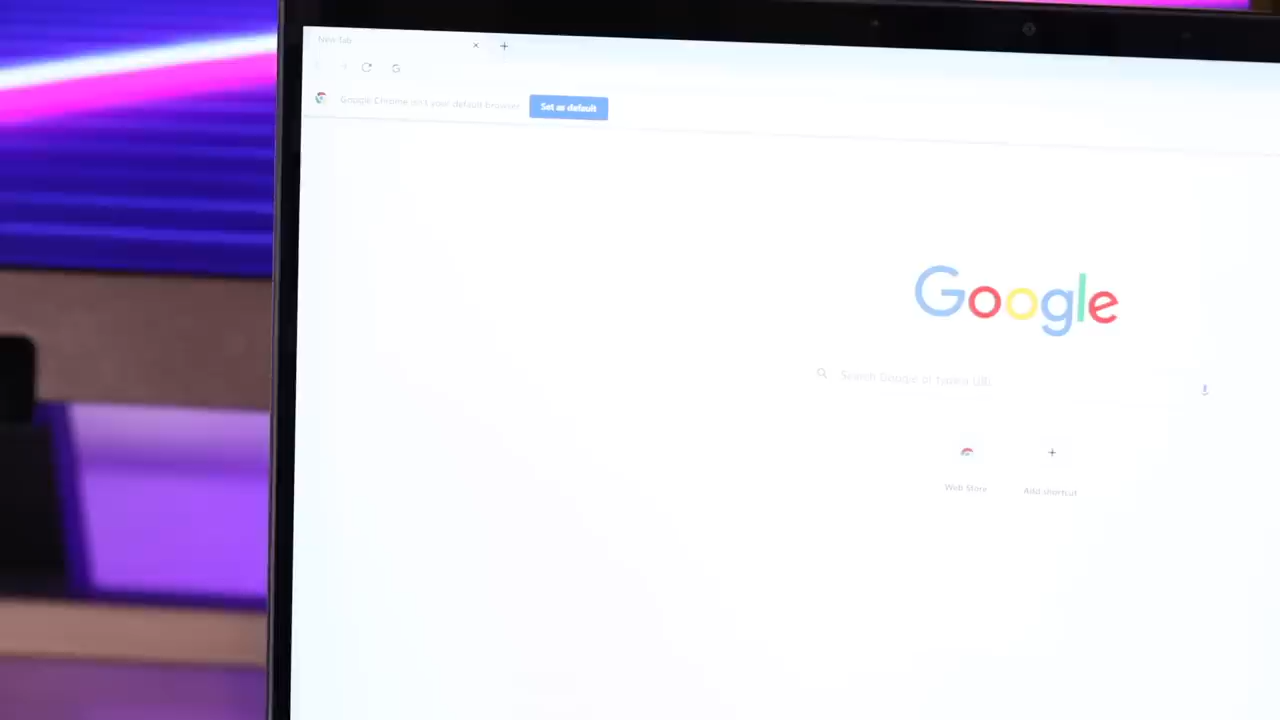 New Tab
Google Chrome isn't your default browser
Set as default
Google
Search Google or type a URL
Web Store
Add shortcut